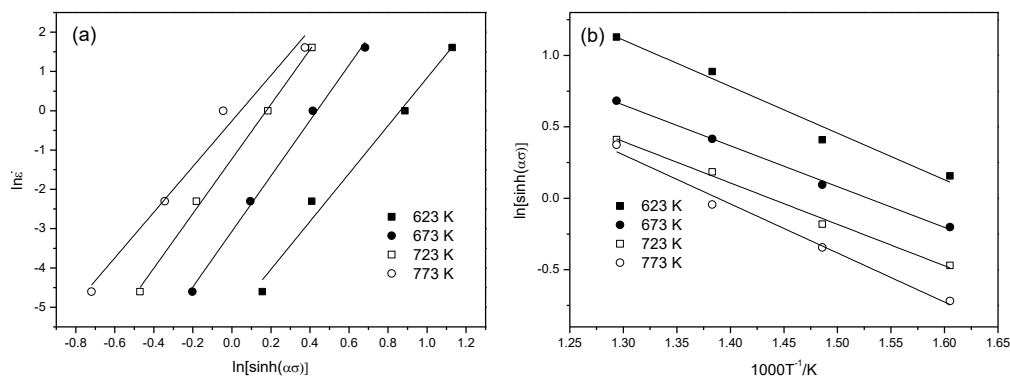 (a)
2
1
0
-1
-2
-3
-4
-5
lnε̇
623 K
673 K
723 K
773 K
-0.8 -0.6 -0.4 -0.2 0.0 0.2 0.4 0.6 0.8 1.0 1.2
ln[sinh(ασ)]
(b)
1.0
0.5
0.0
-0.5
ln[sinh(ασ)]
623 K
673 K
723 K
773 K
1.25 1.30 1.35 1.40 1.45 1.50 1.55 1.60 1.65
1000T⁻¹/K